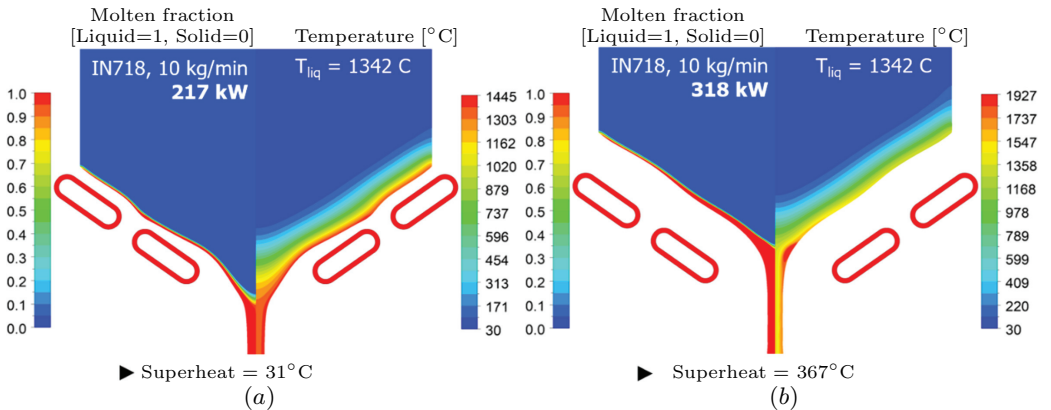 Molten fraction
[Liquid=1, Solid=0]
Temperature [°C]
IN718, 10 kg/min
217 kW
T_liq = 1342 C
1.0
0.9
0.8
0.7
0.6
0.5
0.4
0.3
0.2
0.1
0.0
1445
1303
1162
1020
879
737
596
454
313
171
30
► Superheat = 31°C
(a)
Molten fraction
[Liquid=1, Solid=0]
Temperature [°C]
IN718, 10 kg/min
318 kW
T_liq = 1342 C
1.0
0.9
0.8
0.7
0.6
0.5
0.4
0.3
0.2
0.1
0.0
1927
1737
1547
1358
1168
978
789
599
409
220
30
► Superheat = 367°C
(b)